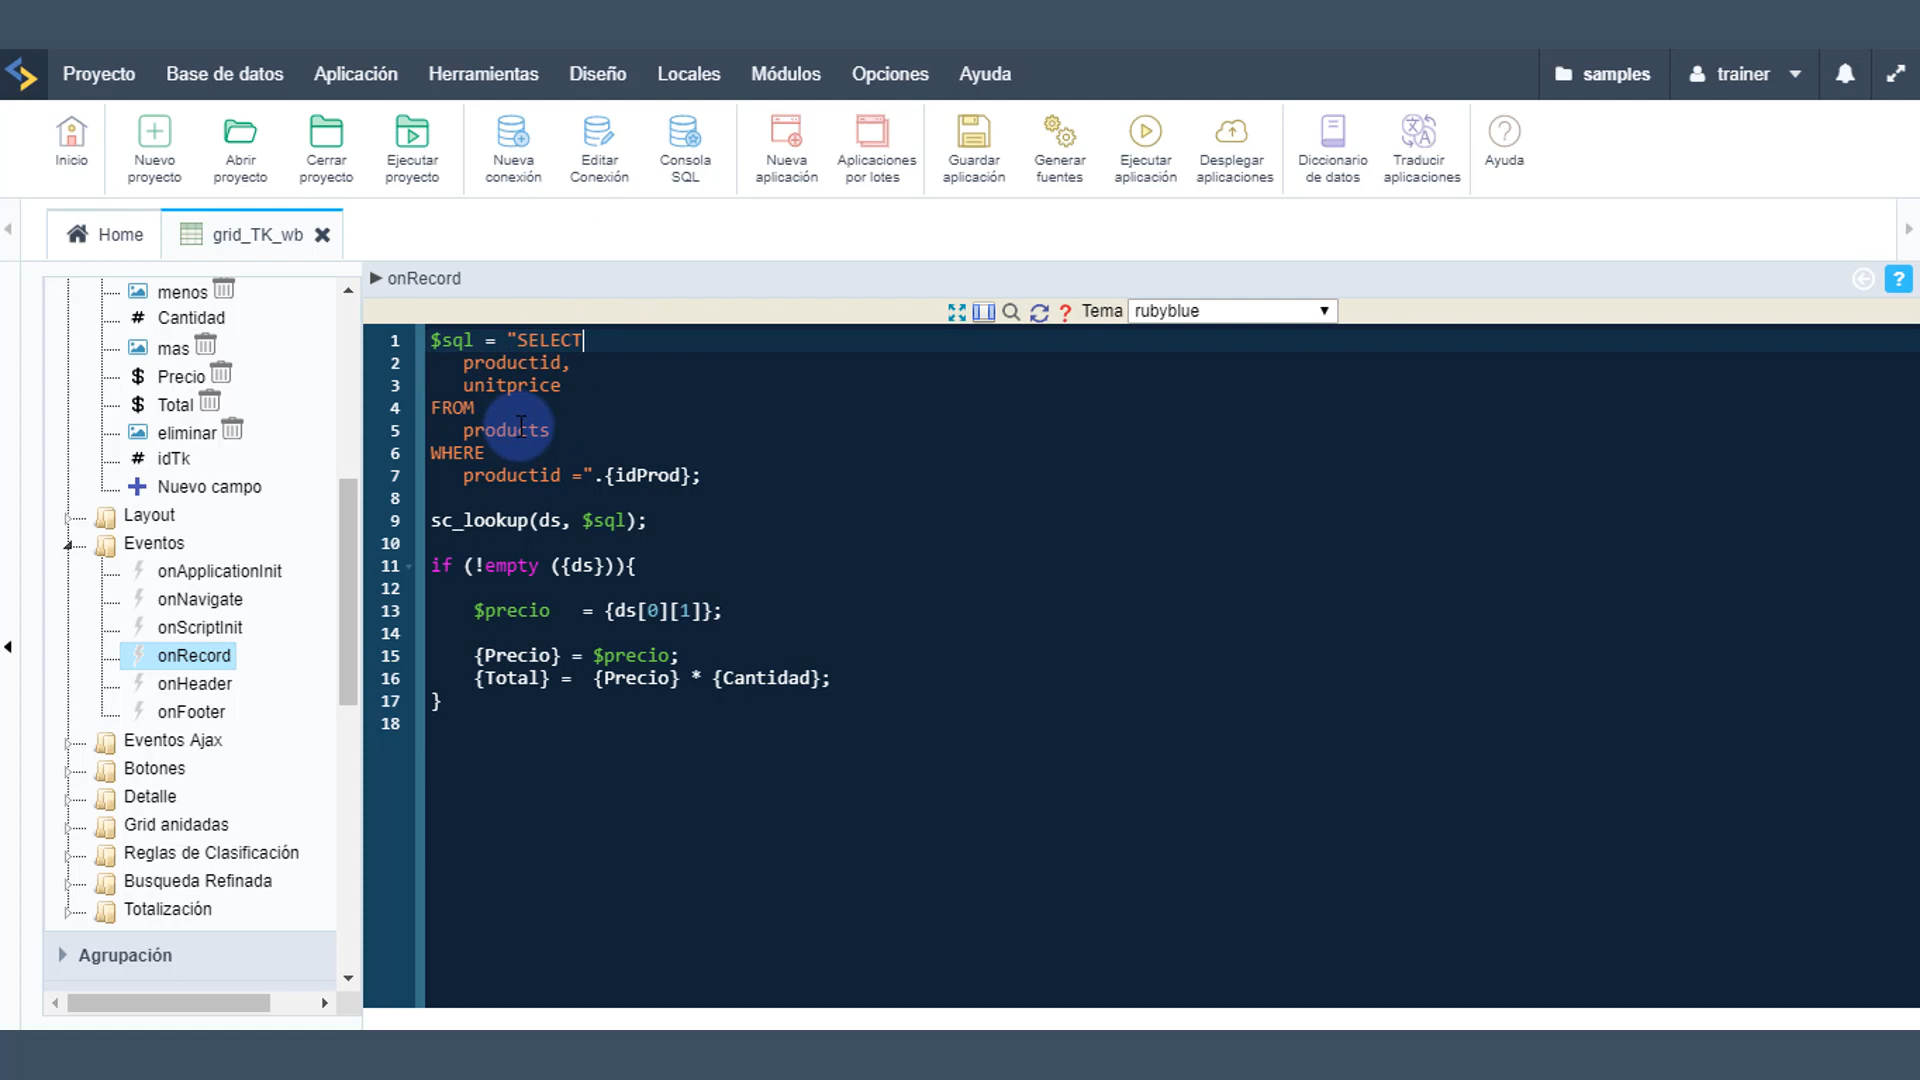 Proyecto Base de datos Aplicación Herramientas Diseño Locales Módulos Opciones Ayuda samples trainer
Inicio
Nuevo proyecto
Abrir proyecto
Cerrar proyecto
Ejecutar proyecto
Nueva conexión
Editar Conexión
Consola SQL
Nueva aplicación
Aplicaciones por lotes
Guardar aplicación
Generar fuentes
Ejecutar aplicación
Desplegar aplicaciones
Diccionario de datos
Traducir aplicaciones
Ayuda
Home grid_TK_wb
menos
# Cantidad
mas
$ Precio
$ Total
eliminar
# idTk
Nuevo campo
Layout
Eventos
onApplicationInit
onNavigate
onScriptInit
onRecord
onHeader
onFooter
Eventos Ajax
Botones
Detalle
Grid anidadas
Reglas de Clasificación
Busqueda Refinada
Totalización
Agrupación
onRecord ?
? Tema rubyblue
1 $sql = "SELECT
2 productid,
3 unitprice
4 FROM
5 products
6 WHERE
7 productid =".{idProd};
8
9 sc_lookup(ds, $sql);
10
11 if (!empty ({ds})){
12
13 $precio = {ds[0][1]};
14
15 {Precio} = $precio;
16 {Total} = {Precio} * {Cantidad};
17 }
18